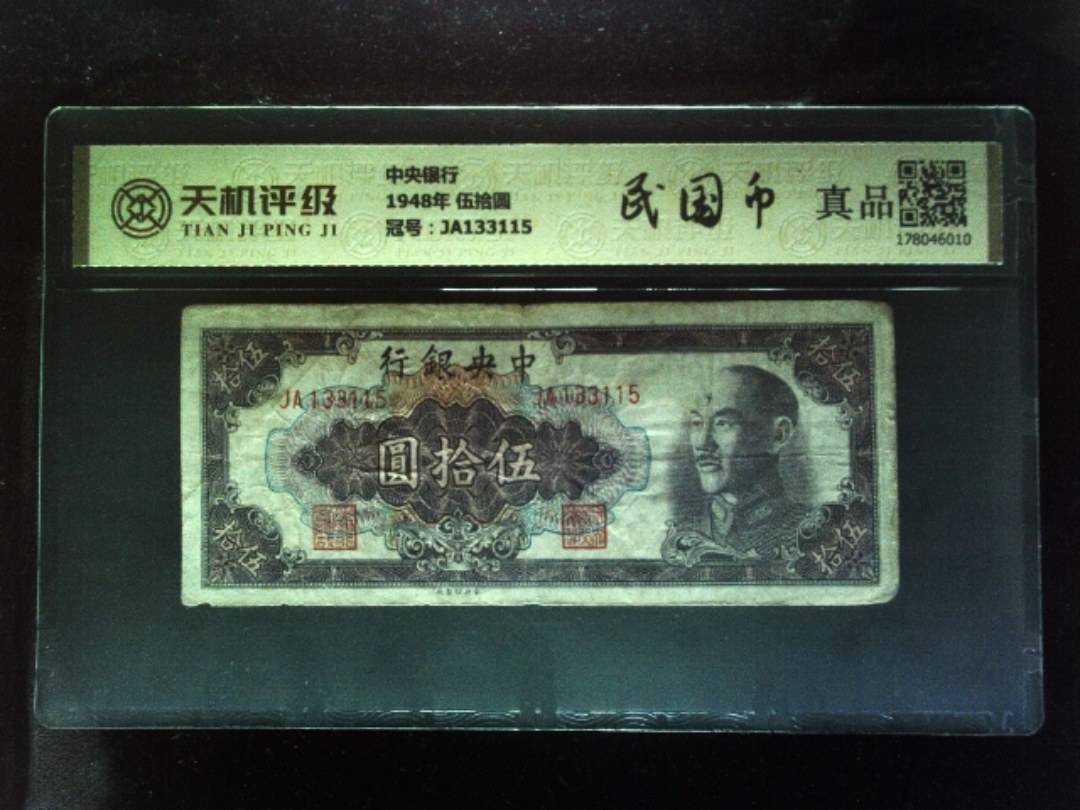 天机评级
TIAN JI PING JI
中央银行
1948年 伍拾圆
冠号：JA133115
民国币
真品
178046010
行銀央中
JA133115
JA133115
圓拾伍
拾伍
拾伍
拾伍
拾伍